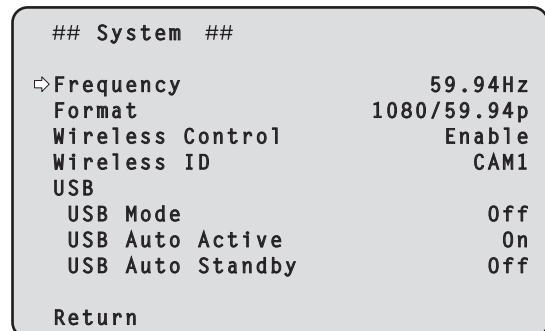 ## System ##
⇨Frequency 59.94Hz
Format 1080/59.94p
Wireless Control Enable
Wireless ID CAM1
USB
USB Mode Off
USB Auto Active On
USB Auto Standby Off
Return